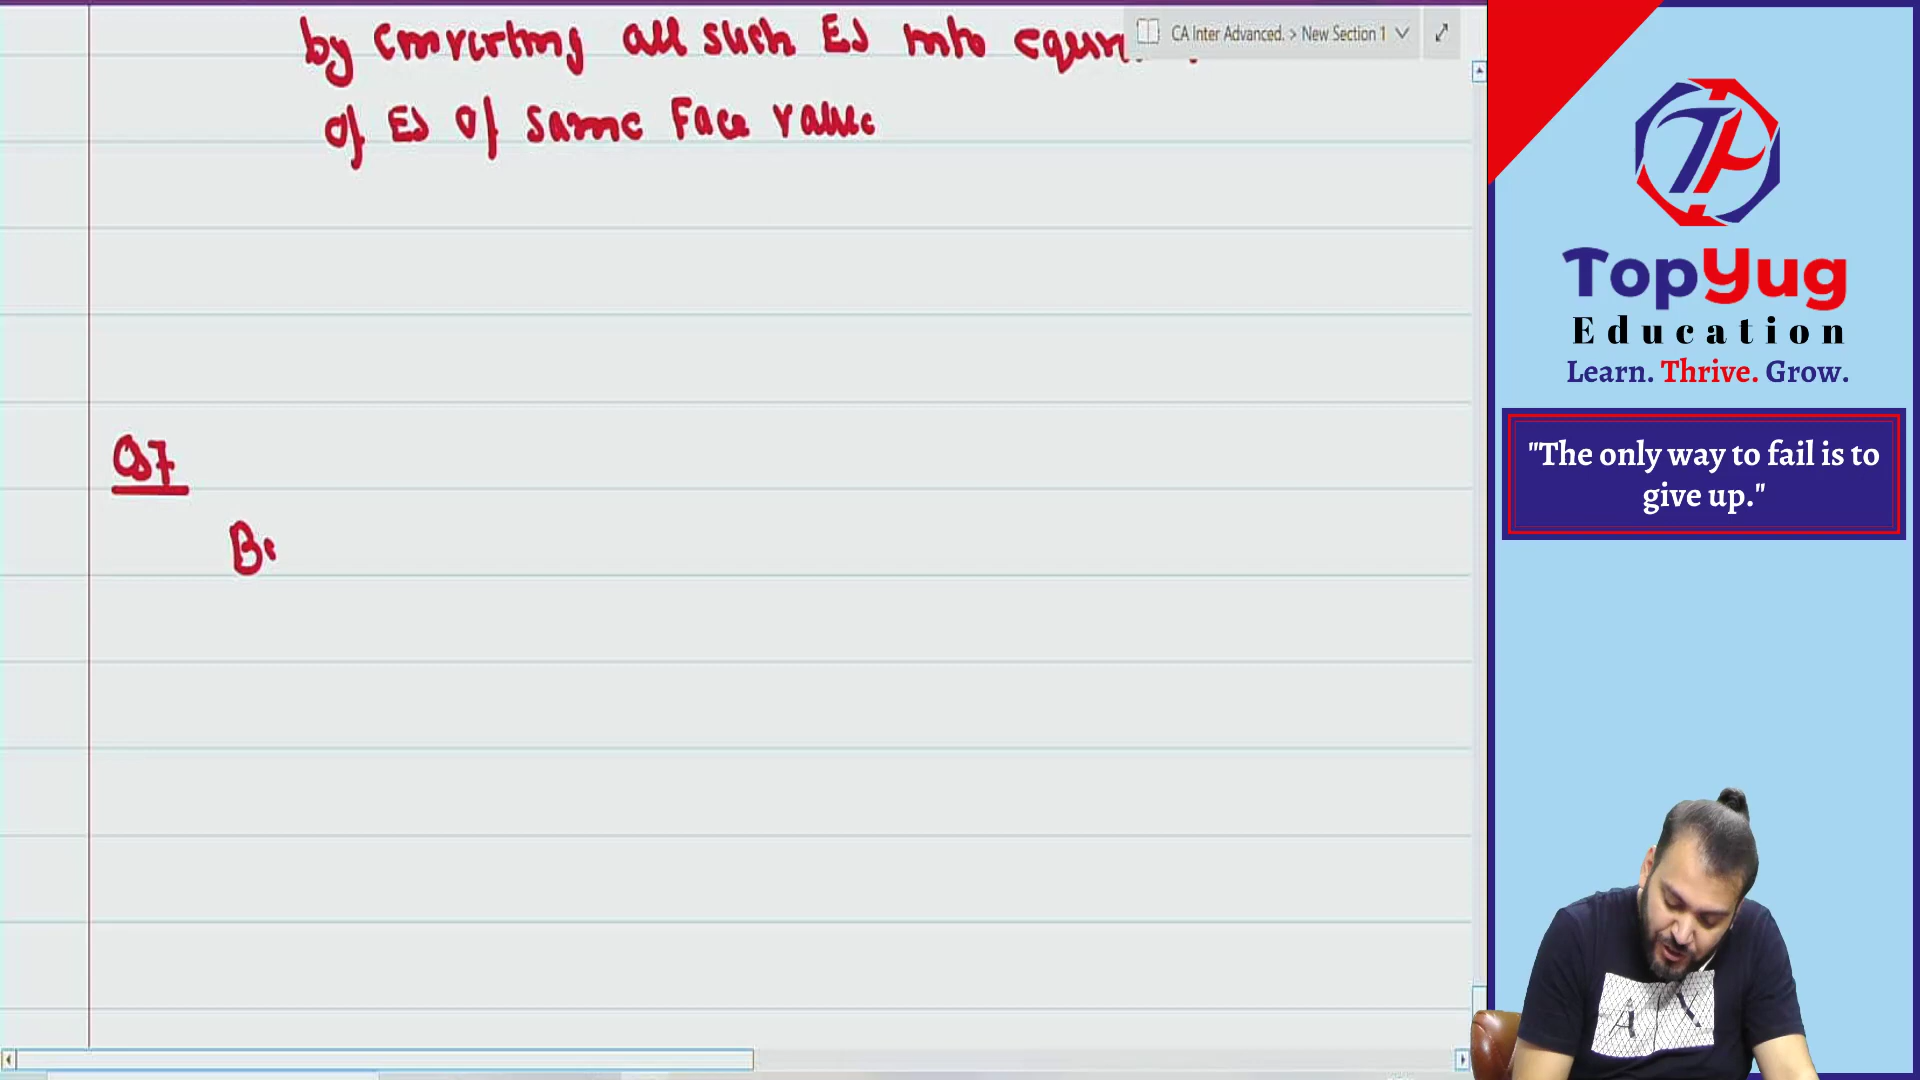 by converting all such ES into
of ES of same Face value
Q7
CA Inter Advanced. > New Section 1
TopYug
Education
Learn. Thrive. Grow.
"The only way to fail is to
give up."